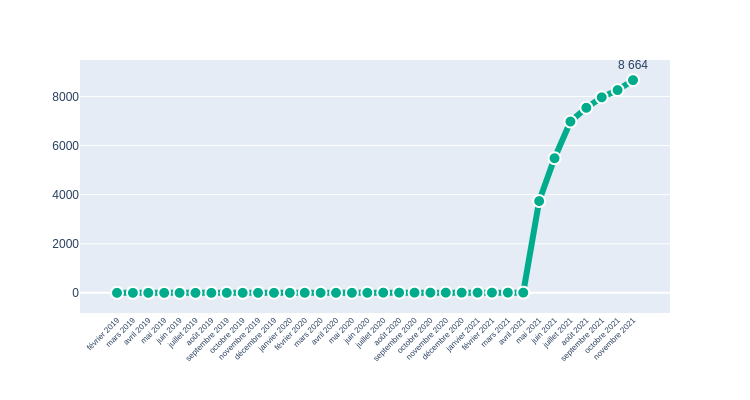 8 664
8000
6000
4000
2000
0
février 2019
mars 2019
avril 2019
mai 2019
juin 2019
juillet 2019
août 2019
septembre 2019
octobre 2019
novembre 2019
décembre 2019
janvier 2020
février 2020
mars 2020
avril 2020
mai 2020
juin 2020
juillet 2020
août 2020
septembre 2020
octobre 2020
novembre 2020
décembre 2020
janvier 2021
février 2021
mars 2021
avril 2021
mai 2021
juin 2021
juillet 2021
août 2021
septembre 2021
octobre 2021
novembre 2021